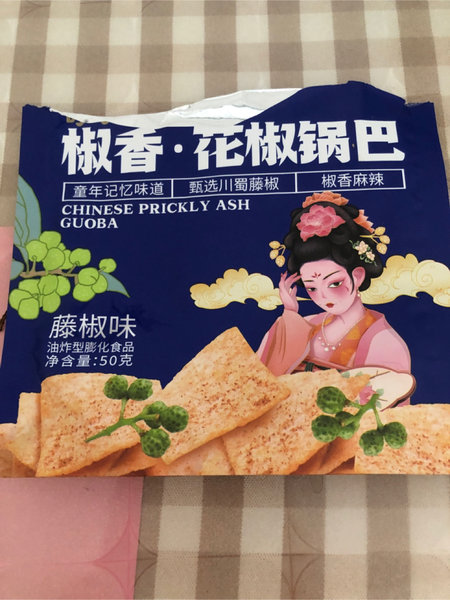 椒香·花椒锅巴
童年记忆味道 甄选川蜀藤椒 椒香麻辣
CHINESE PRICKLY ASH
GUOBA
藤椒味
油炸型膨化食品
净含量:50克